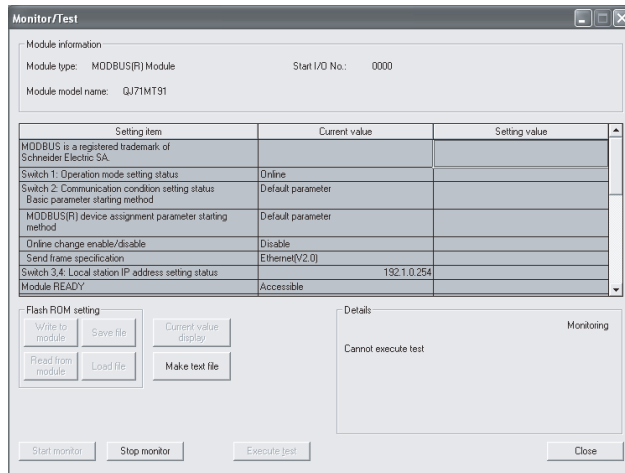 Monitor/Test
Module information
Module type: MODBUS(R) Module Start I/O No.: 0000
Module model name: QJ71MT91
Setting item Current value Setting value
MODBUS is a registered trademark of
Schneider Electric SA.
Switch 1: Operation mode setting status Online
Switch 2: Communication condition setting status Default parameter
Basic parameter starting method
MODBUS(R) device assignment parameter starting Default parameter
method
Online change enable/disable Disable
Send frame specification Ethernet(V2.0)
Switch 3,4: Local station IP address setting status 192.1.0.254
Module READY Accessible
Flash ROM setting
Write to
module
Save file
Current value
display
Read from
module
Load file
Make text file
Details
Monitoring
Cannot execute test
Start monitor Stop monitor Execute test Close